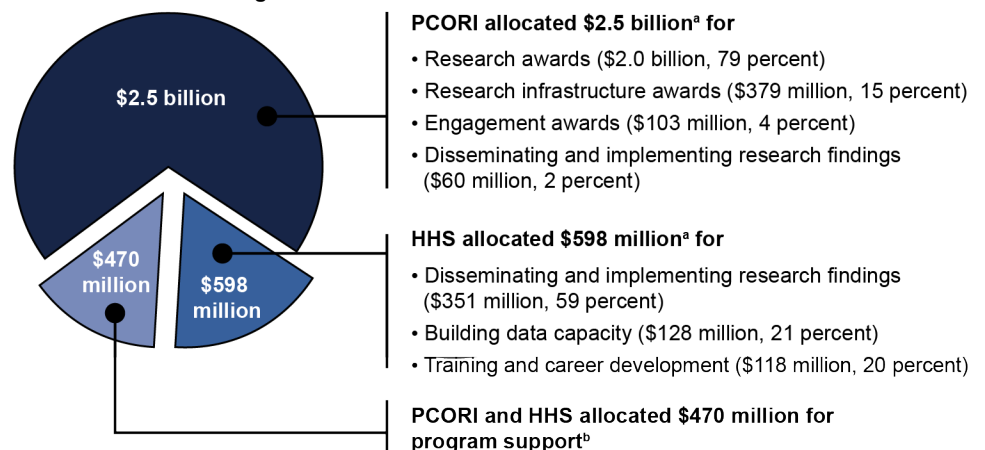 PCORI allocated $2.5 billionᵃ for
• Research awards ($2.0 billion, 79 percent)
• Research infrastructure awards ($379 million, 15 percent)
• Engagement awards ($103 million, 4 percent)
• Disseminating and implementing research findings
($60 million, 2 percent)
$2.5 billion
HHS allocated $598 millionᵃ for
• Disseminating and implementing research findings
($351 million, 59 percent)
• Building data capacity ($128 million, 21 percent)
• Training and career development ($118 million, 20 percent)
$470
million
$598
million
PCORI and HHS allocated $470 million for
program supportᵇ